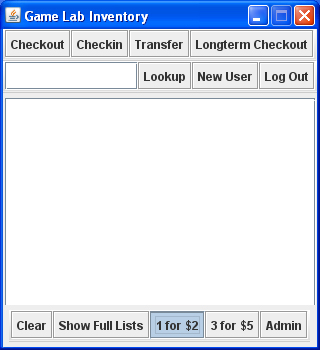 Game Lab Inventory
Checkout Checkin Transfer Longterm Checkout
Lookup New User Log Out
Clear Show Full Lists 1 for $2 3 for $5 Admin